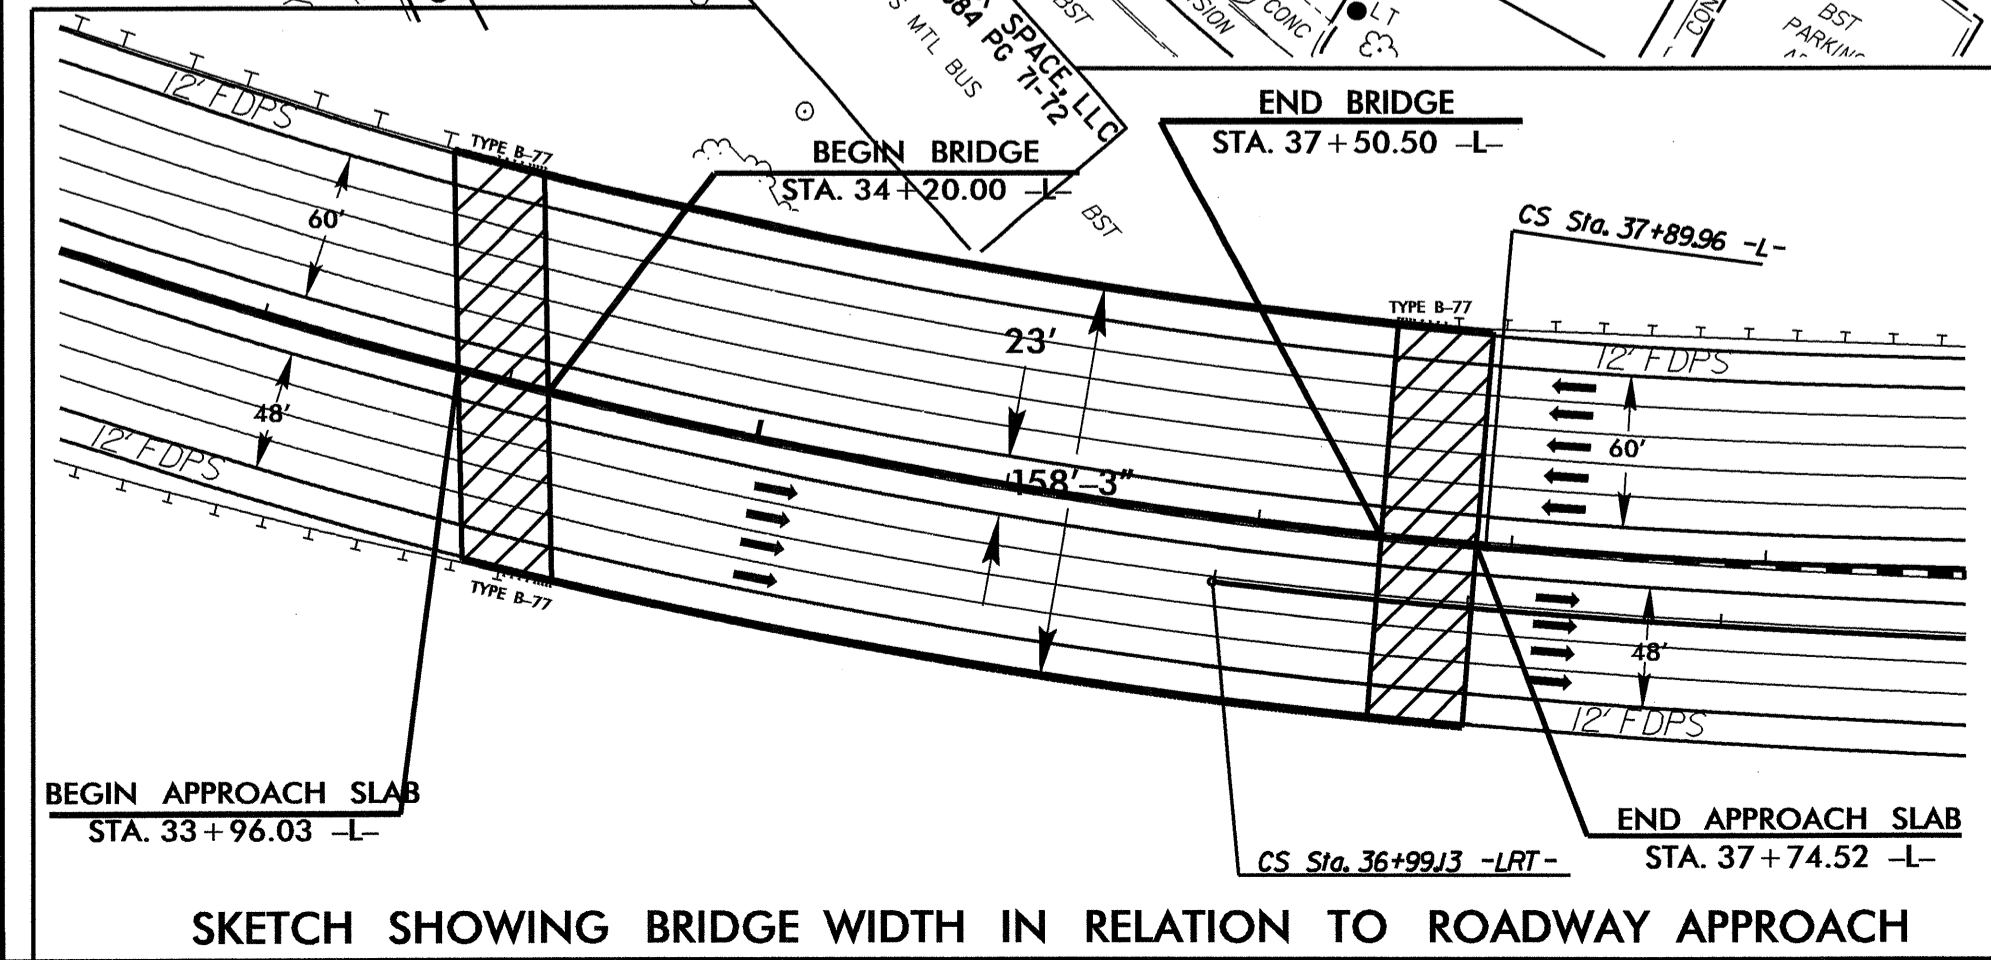 SPACE, LLC
84 PG 71-72
S MTL BUS
BST
CONC
LT
BST
PARKING
12' FDPS
TYPE B-77
BEGIN BRIDGE
STA. 34+20.00 -L-
END BRIDGE
STA. 37+50.50 -L-
BST
CS Sta. 37+89.96 -L-
60'
TYPE B-77
23'
12' FDPS
48'
12' FDPS
158'-3"
60'
TYPE B-77
48'
12' FDPS
BEGIN APPROACH SLAB
STA. 33+96.03 -L-
END APPROACH SLAB
STA. 37+74.52 -L-
CS Sta. 36+99.13 -LRT-
SKETCH SHOWING BRIDGE WIDTH IN RELATION TO ROADWAY APPROACH